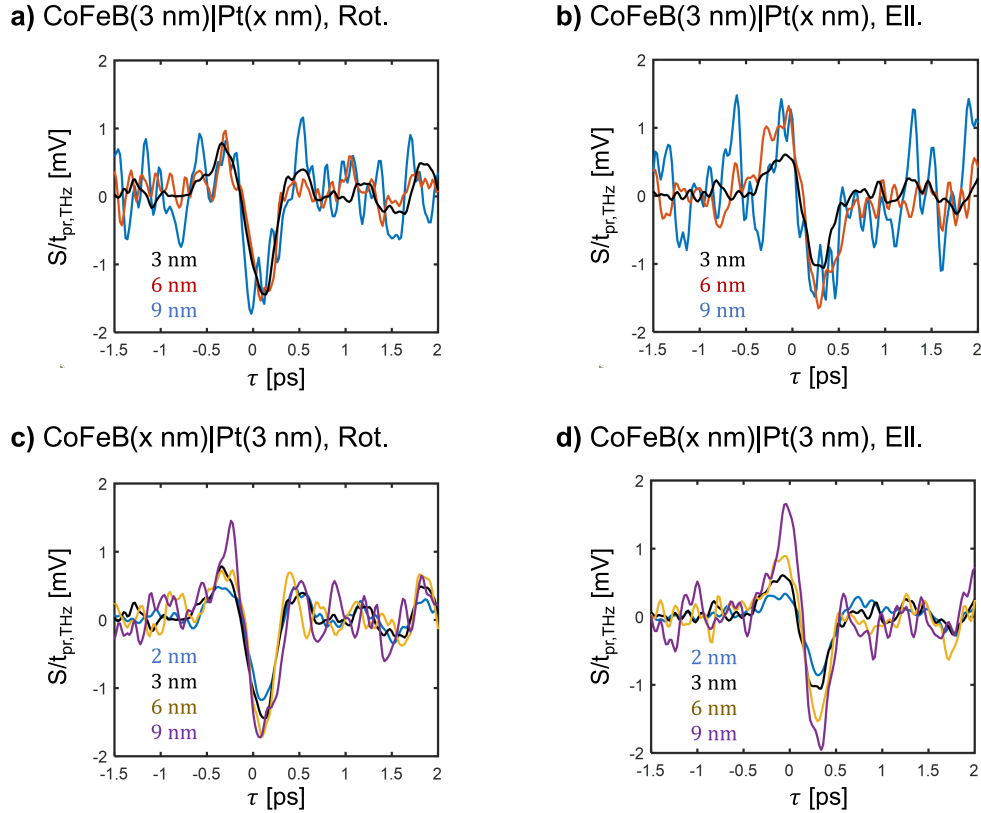 a) CoFeB(3 nm)|Pt(x nm), Rot.
S/t_pr,THz [mV]
2
1
0
-1
-2
3 nm
6 nm
9 nm
-1.5 -1 -0.5 0 0.5 1 1.5 2
τ [ps]
b) CoFeB(3 nm)|Pt(x nm), Ell.
S/t_pr,THz [mV]
2
1
0
-1
-2
3 nm
6 nm
9 nm
-1.5 -1 -0.5 0 0.5 1 1.5 2
τ [ps]
c) CoFeB(x nm)|Pt(3 nm), Rot.
S/t_pr,THz [mV]
2
1
0
-1
-2
2 nm
3 nm
6 nm
9 nm
-1.5 -1 -0.5 0 0.5 1 1.5 2
τ [ps]
d) CoFeB(x nm)|Pt(3 nm), Ell.
S/t_pr,THz [mV]
2
1
0
-1
-2
2 nm
3 nm
6 nm
9 nm
-1.5 -1 -0.5 0 0.5 1 1.5 2
τ [ps]